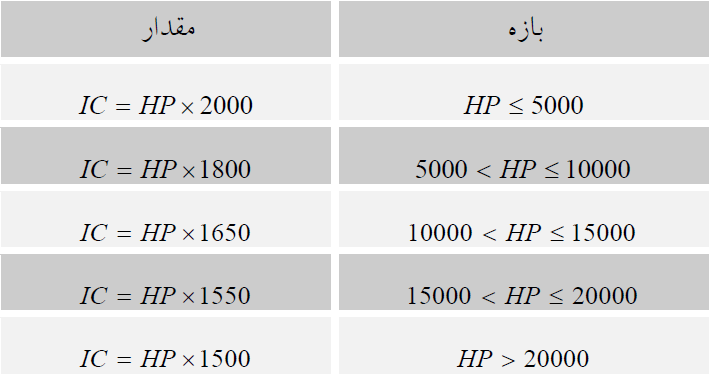 بازه مقدار
HP ≤ 5000 IC = HP × 2000
5000 < HP ≤ 10000 IC = HP × 1800
10000 < HP ≤ 15000 IC = HP × 1650
15000 < HP ≤ 20000 IC = HP × 1550
HP > 20000 IC = HP × 1500